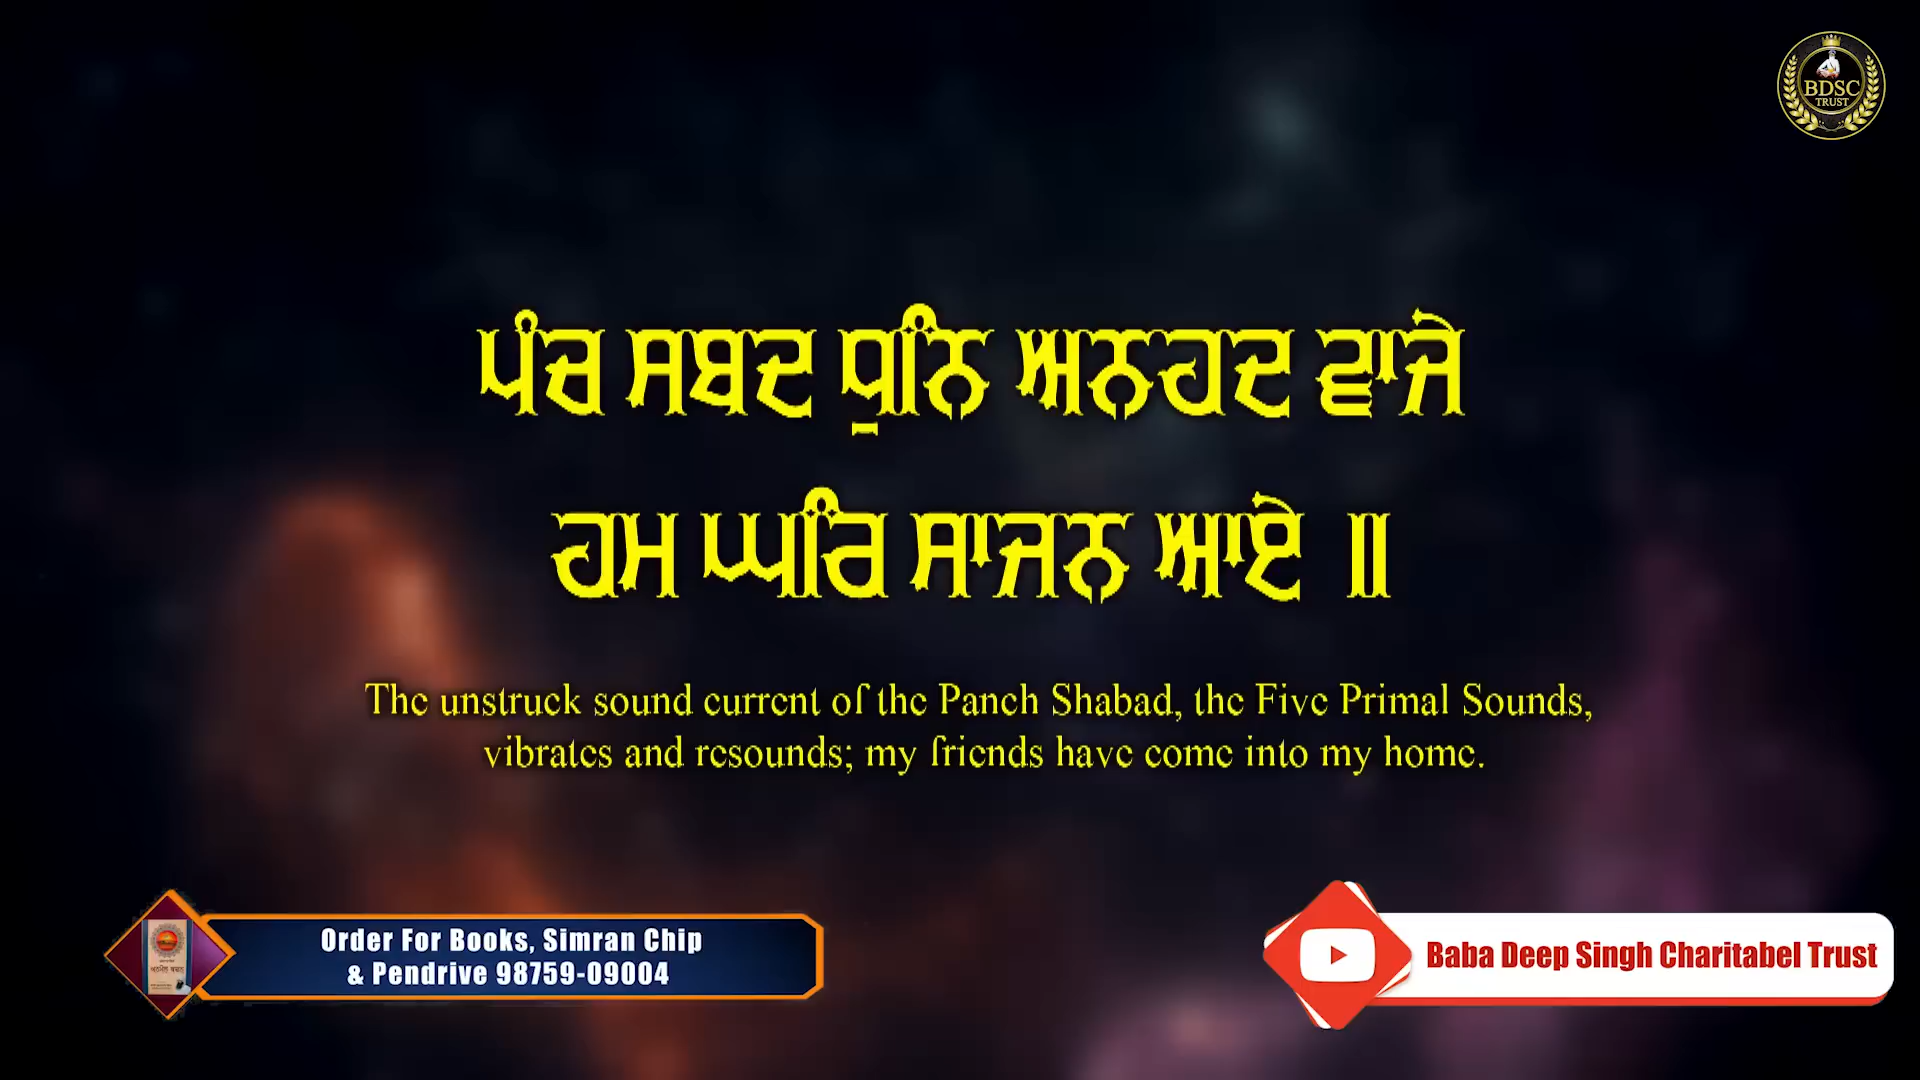 BDSC
TRUST
ਪੰਚ ਸਬਦ ਧੁਨਿ ਅਨਹਦ ਵਾਜੇ
ਹਮ ਘਰਿ ਸਾਜਨ ਆਏ ॥
The unstruck sound current of the Panch Shabad, the Five Primal Sounds,
vibrates and resounds; my friends have come into my home.
Order For Books, Simran Chip
& Pendrive 98759-09004
Baba Deep Singh Charitabel Trust